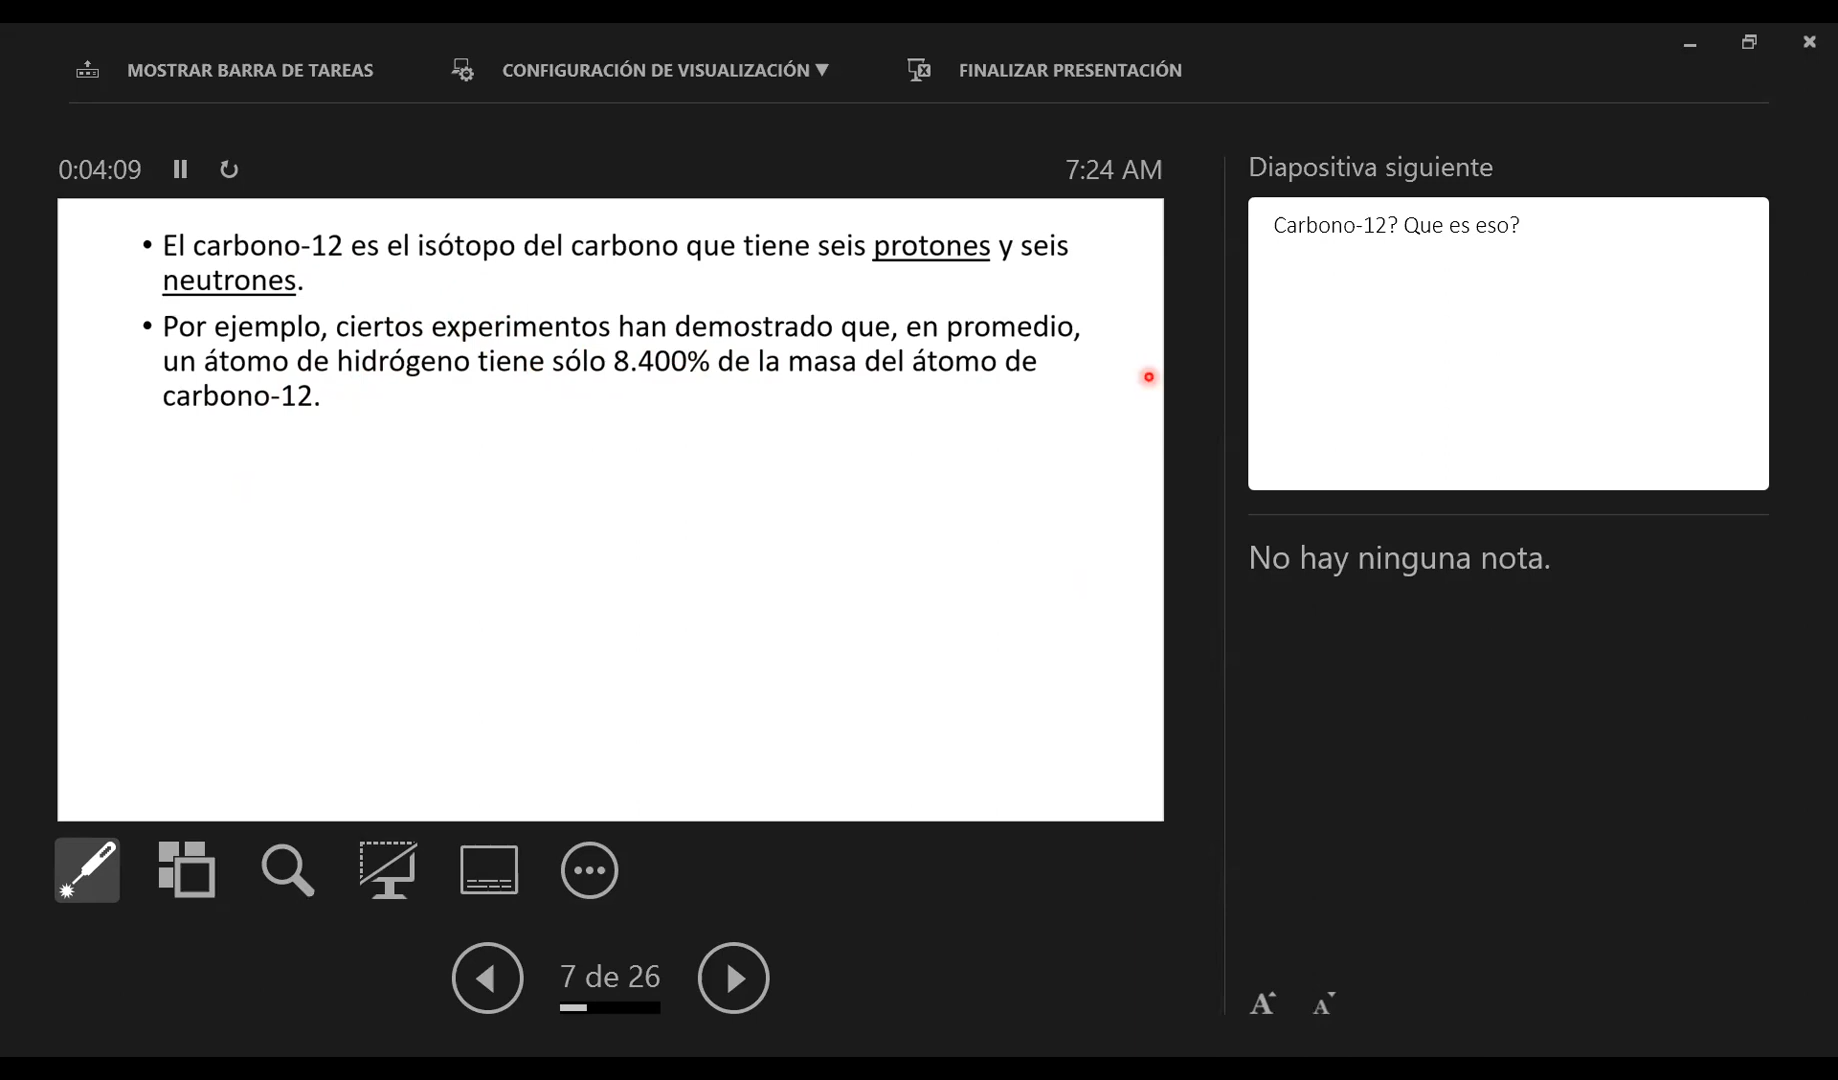 MOSTRAR BARRA DE TAREAS
CONFIGURACIÓN DE VISUALIZACIÓN ▼
FINALIZAR PRESENTACIÓN
0:04:09
7:24 AM
• El carbono-12 es el isótopo del carbono que tiene seis protones y seis
neutrones.
• Por ejemplo, ciertos experimentos han demostrado que, en promedio,
un átomo de hidrógeno tiene sólo 8.400% de la masa del átomo de
carbono-12.
7 de 26
Diapositiva siguiente
Carbono-12? Que es eso?
No hay ninguna nota.
A A